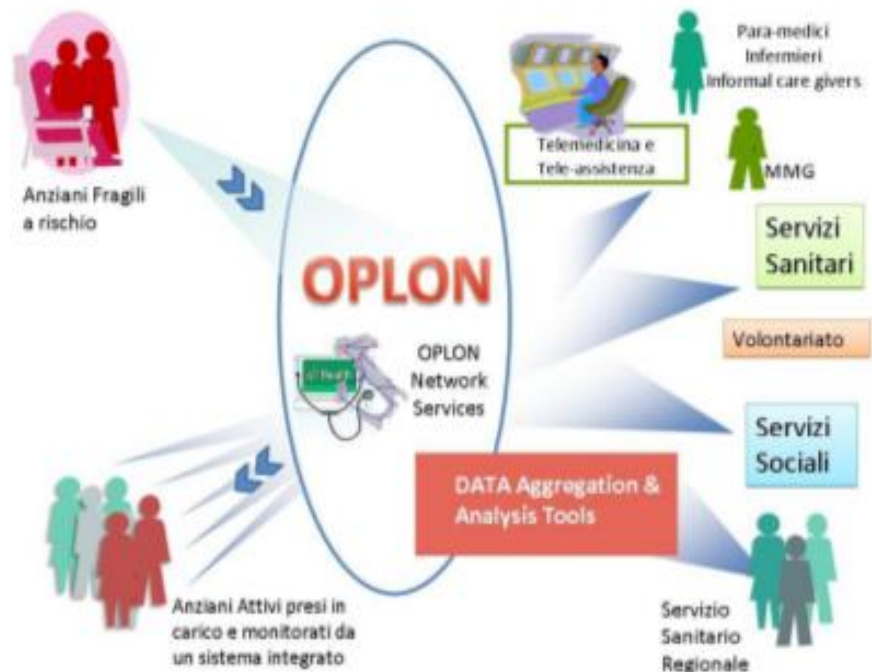 Para-medici
Infermieri
Informal care givers
Telemedicina e
Tele-assistenza
MMG
Anziani Fragili
a rischio
Servizi
Sanitari
OPLON
OPLON
Network
Services
Volontariato
Servizi
Sociali
DATA Aggregation &
Analysis Tools
Anziani Attivi presi in
carico e monitorati da
un sistema integrato
Servizio
Sanitario
Regionale